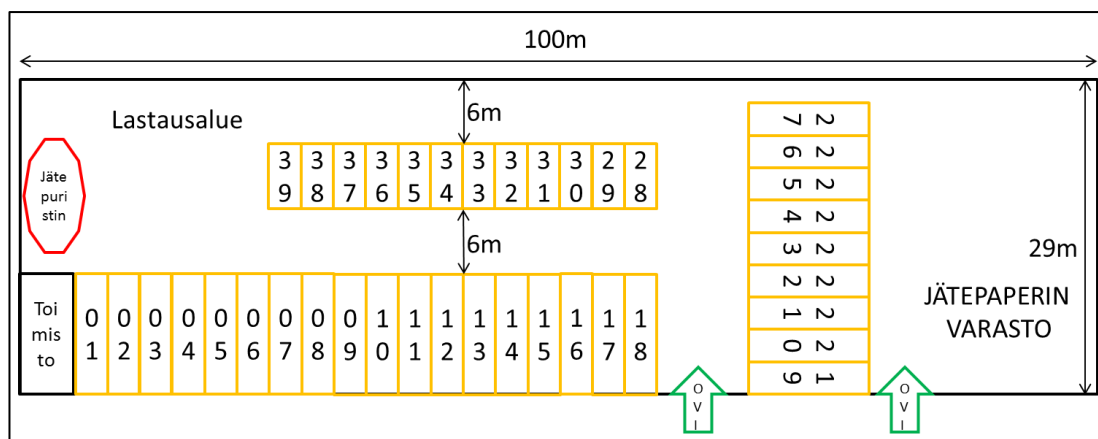 100m
Lastausalue
6m
39 38 37 36 35 34 33 32 31 30 29 28
Jäte
puri
stin
6m
27
26
25
24
23
22
21
20
19
29m
JÄTEPAPERIN
VARASTO
Toi
mis
to
01 02 03 04 05 06 07 08 09 10 11 12 13 14 15 16 17 18
OVI
OVI